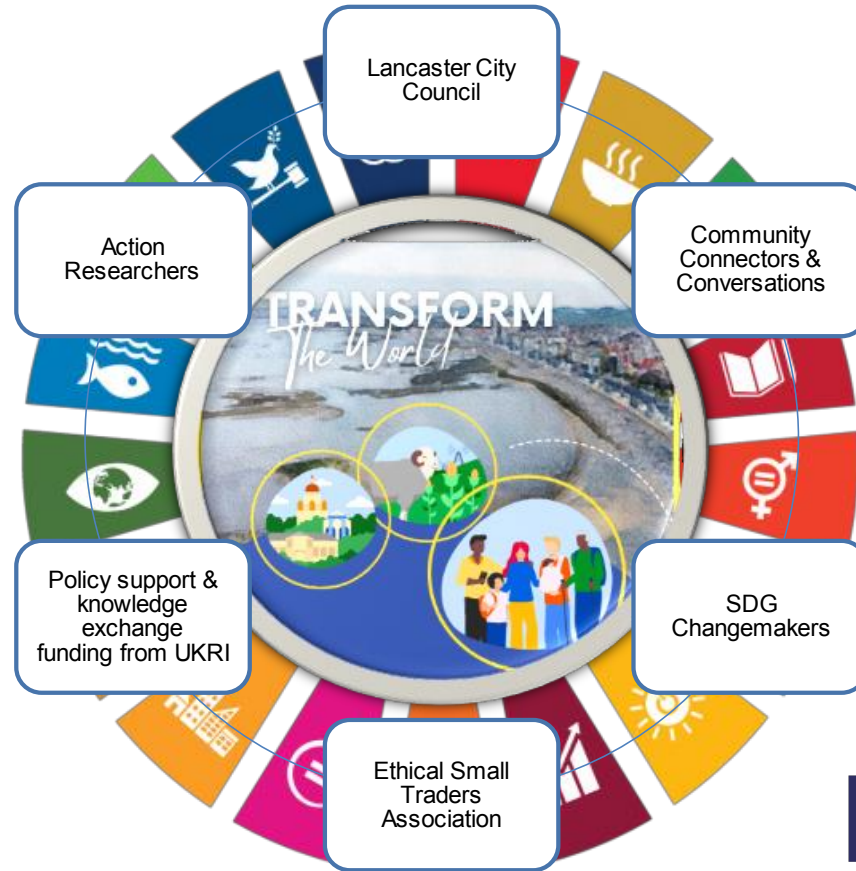 Lancaster City
Council
Action
Researchers
Community
Connectors &
Conversations
TRANSFORM
The World
Policy support &
knowledge
exchange
funding from UKRI
SDG
Changemakers
Ethical Small
Traders
Association